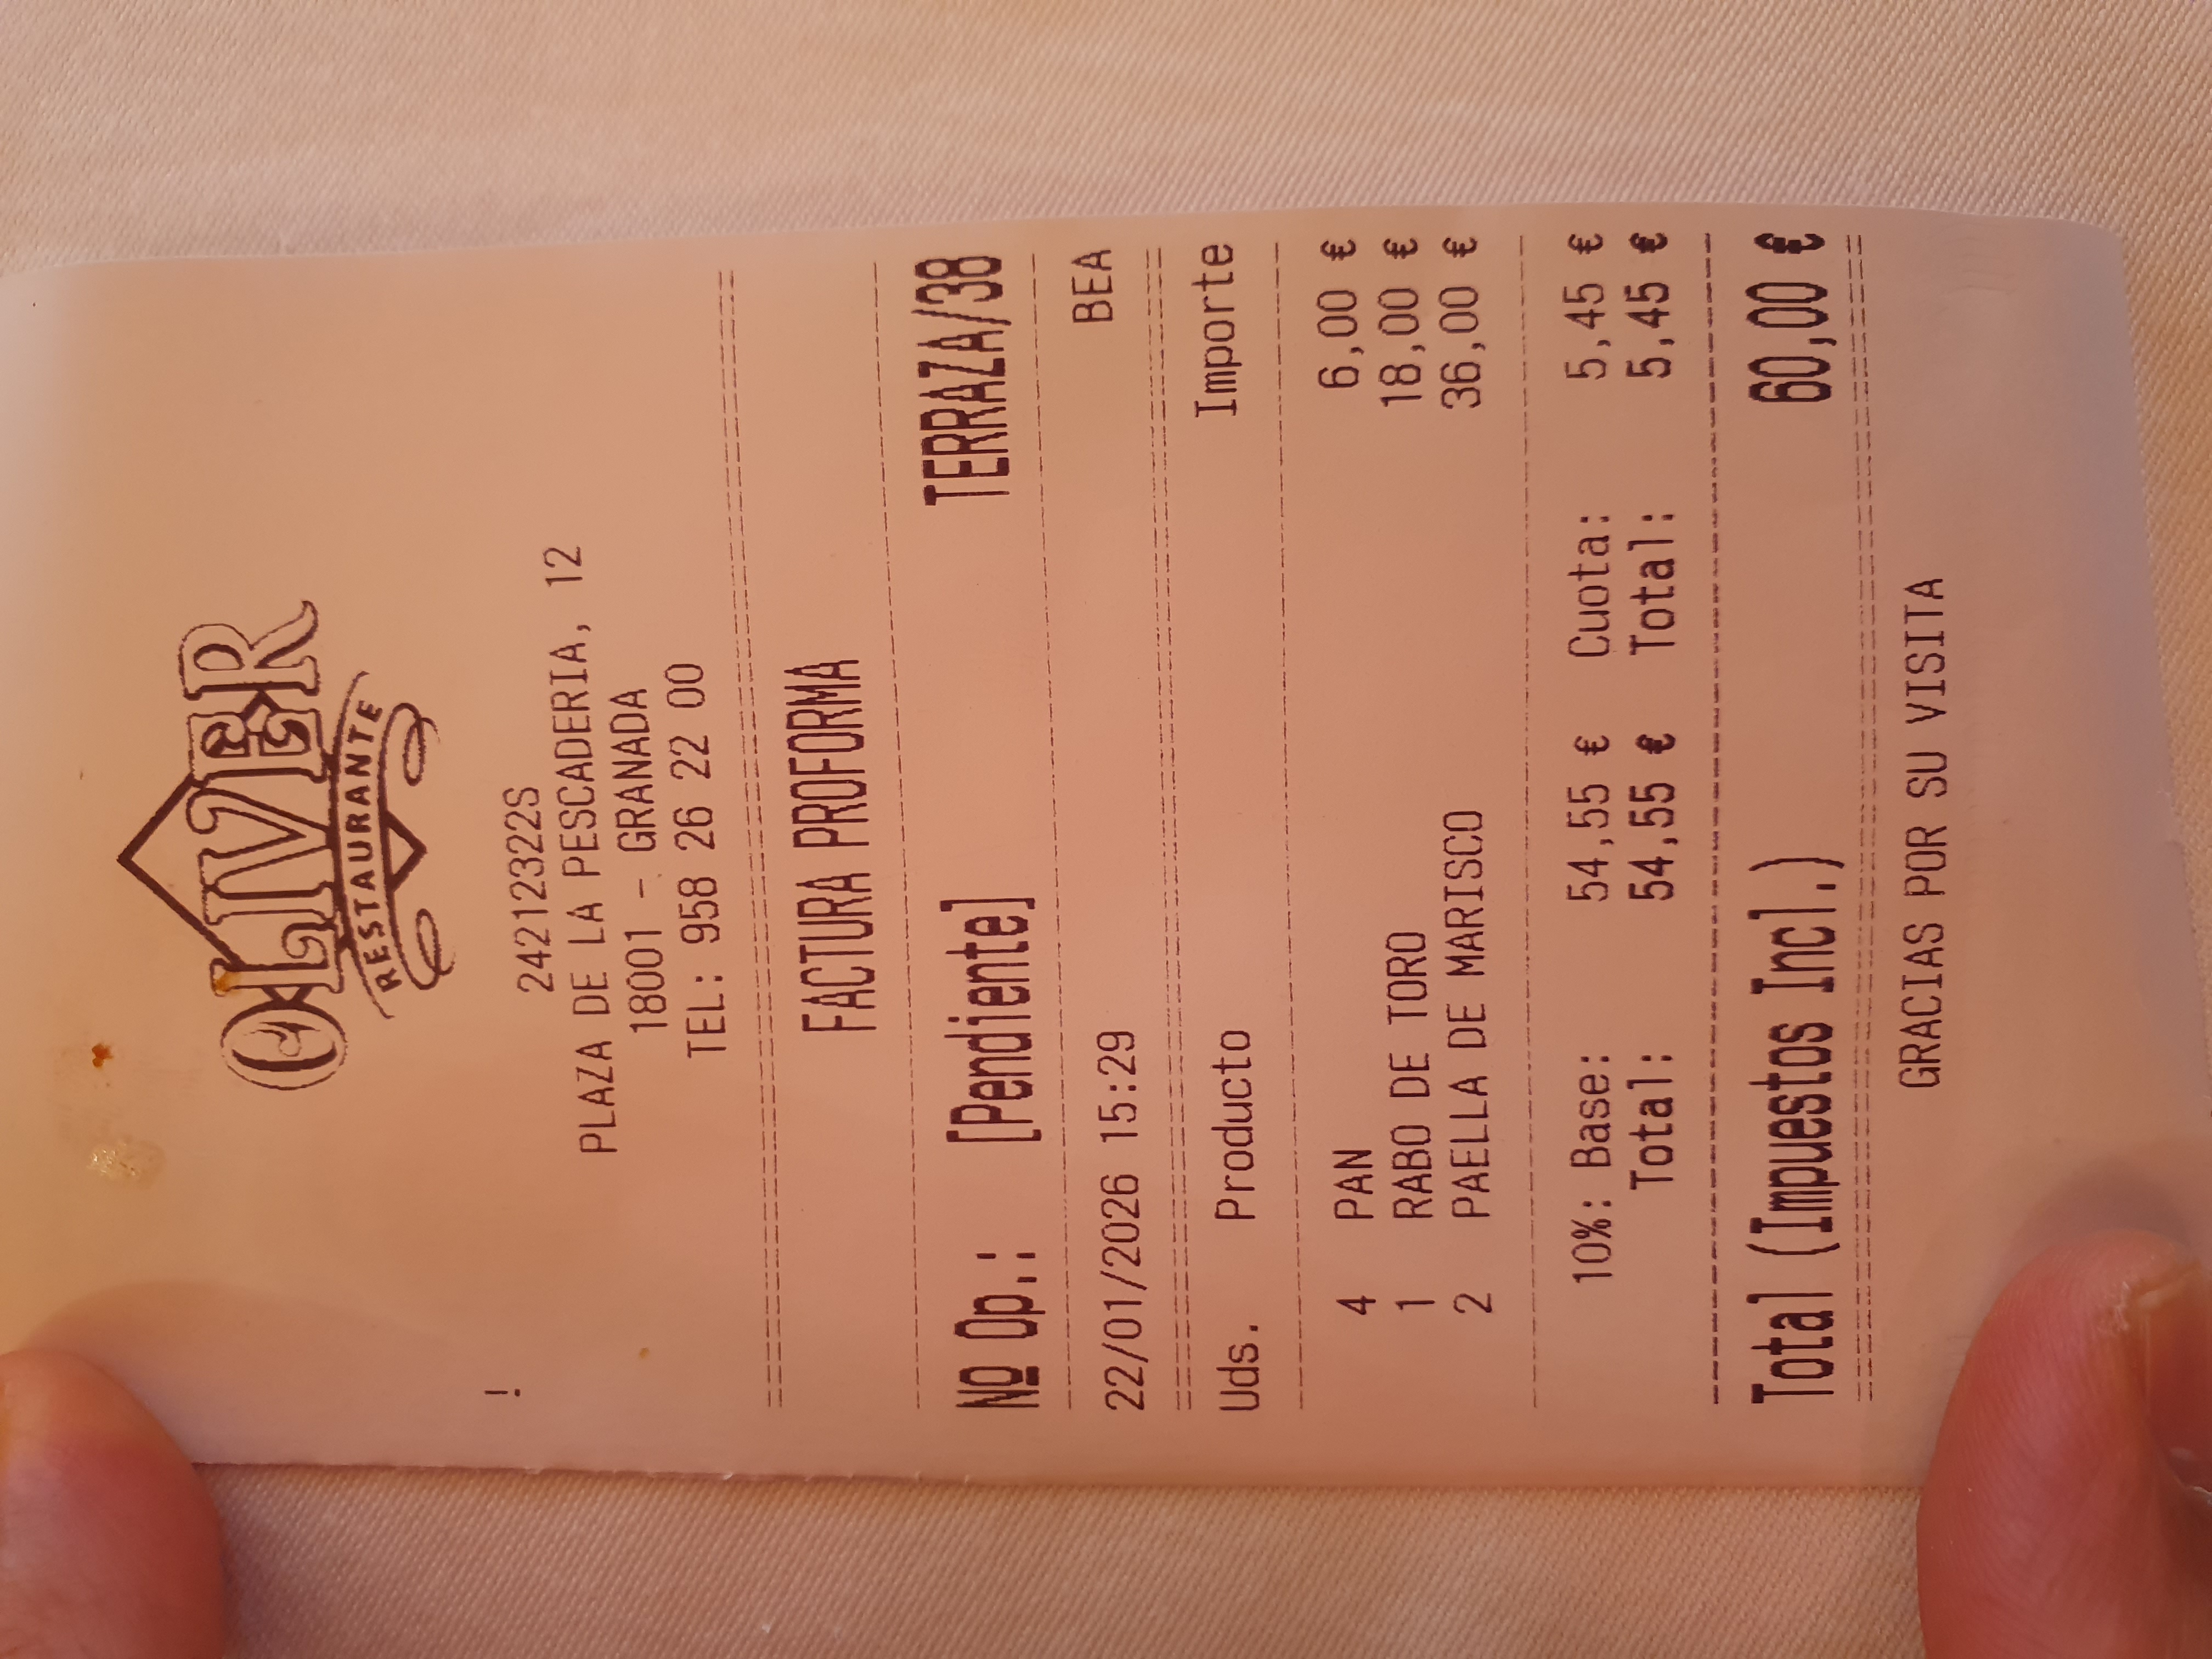 OLIVER
RESTAURANTE
24212322S
PLAZA DE LA PESCADERIA, 12
18001 - GRANADA
TEL: 958 26 22 00
FACTURA PROFORMA
Nº Op.: [Pendiente] TERRAZA/38
22/01/2026 15:29 BEA
Uds. Producto Importe
4 PAN 6,00 €
1 RABO DE TORO 18,00 €
2 PAELLA DE MARISCO 36,00 €
10%: Base: 54,55 € Cuota: 5,45 €
Total: 54,55 € Total: 5,45 €
Total (Impuestos Incl.) 60,00 €
GRACIAS POR SU VISITA